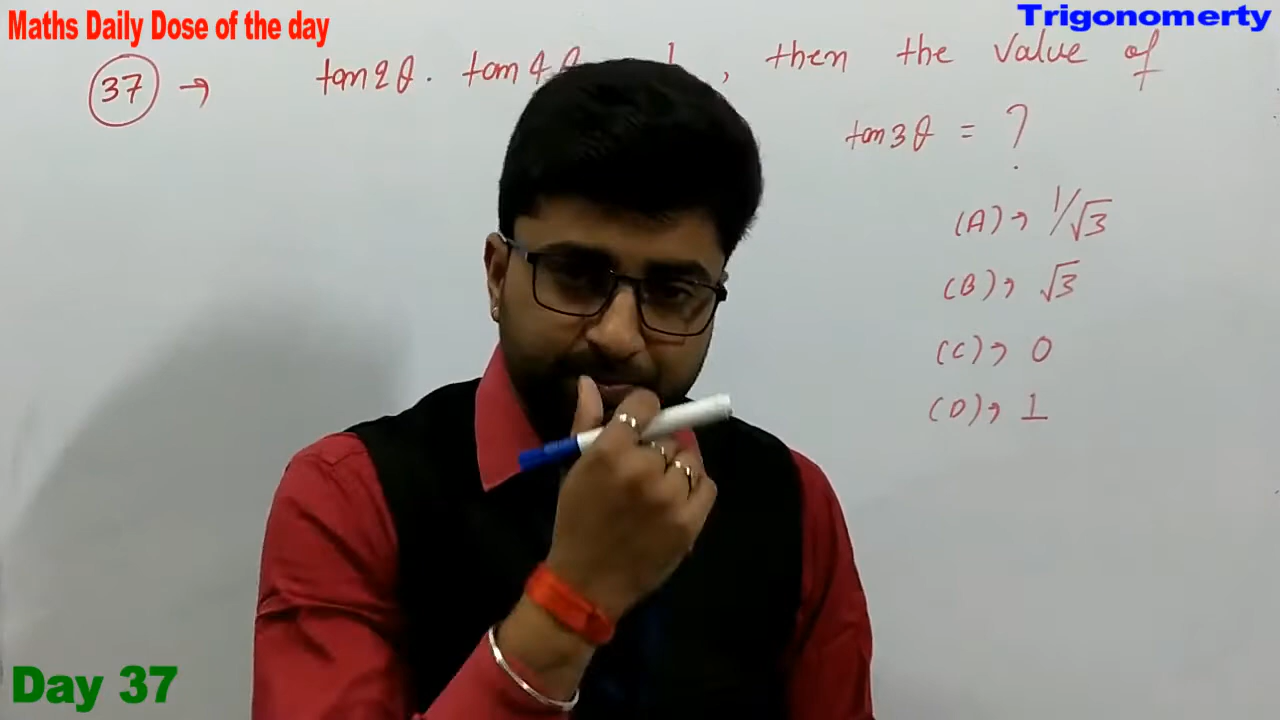 Maths Daily Dose of the day
Trigonomerty
37 → tan2θ. tan4θ 1, then the value of
tan3θ = ?
(A)→ 1/√3
(B)→ √3
(C)→ 0
(D)→ 1
Day 37